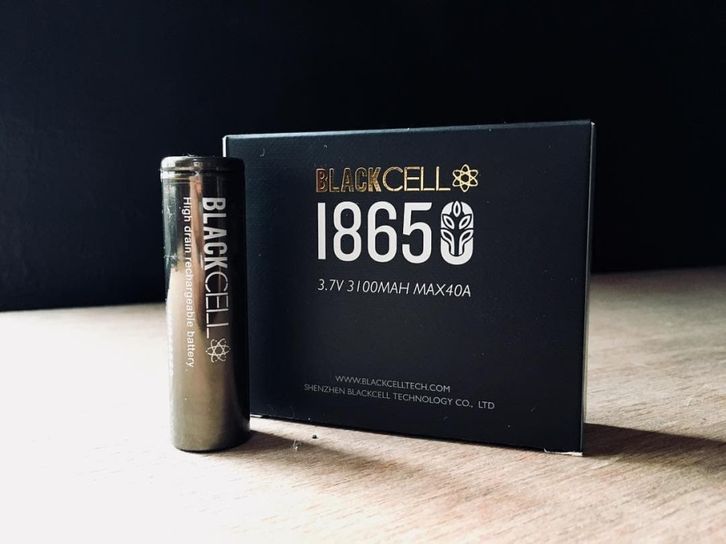 BLACKCELL
High drain rechargeable battery
BLACKCELL
18650
3.7V 3100MAH MAX40A
WWW.BLACKCELLTECH.COM
SHENZHEN BLACKCELL TECHNOLOGY CO., LTD